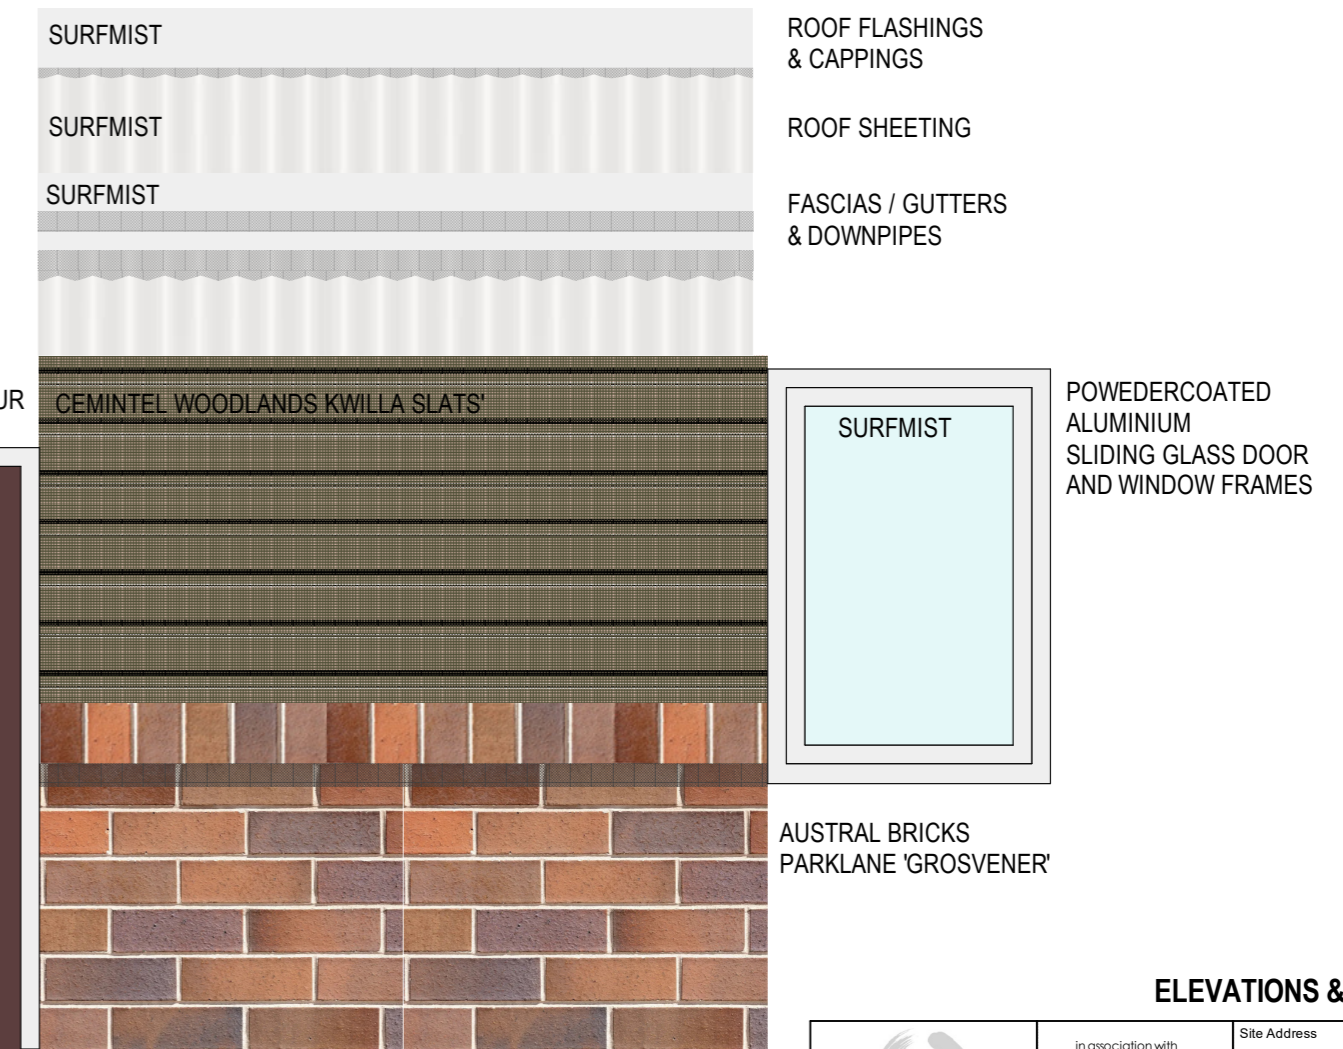 SURFMIST
ROOF FLASHINGS
& CAPPINGS
SURFMIST
ROOF SHEETING
SURFMIST
FASCIAS / GUTTERS
& DOWNPIPES
UR
CEMINTEL WOODLANDS KWILLA SLATS'
SURFMIST
POWEDERCOATED
ALUMINIUM
SLIDING GLASS DOOR
AND WINDOW FRAMES
AUSTRAL BRICKS
PARKLANE 'GROSVENER'
ELEVATIONS &
in association with
Site Address